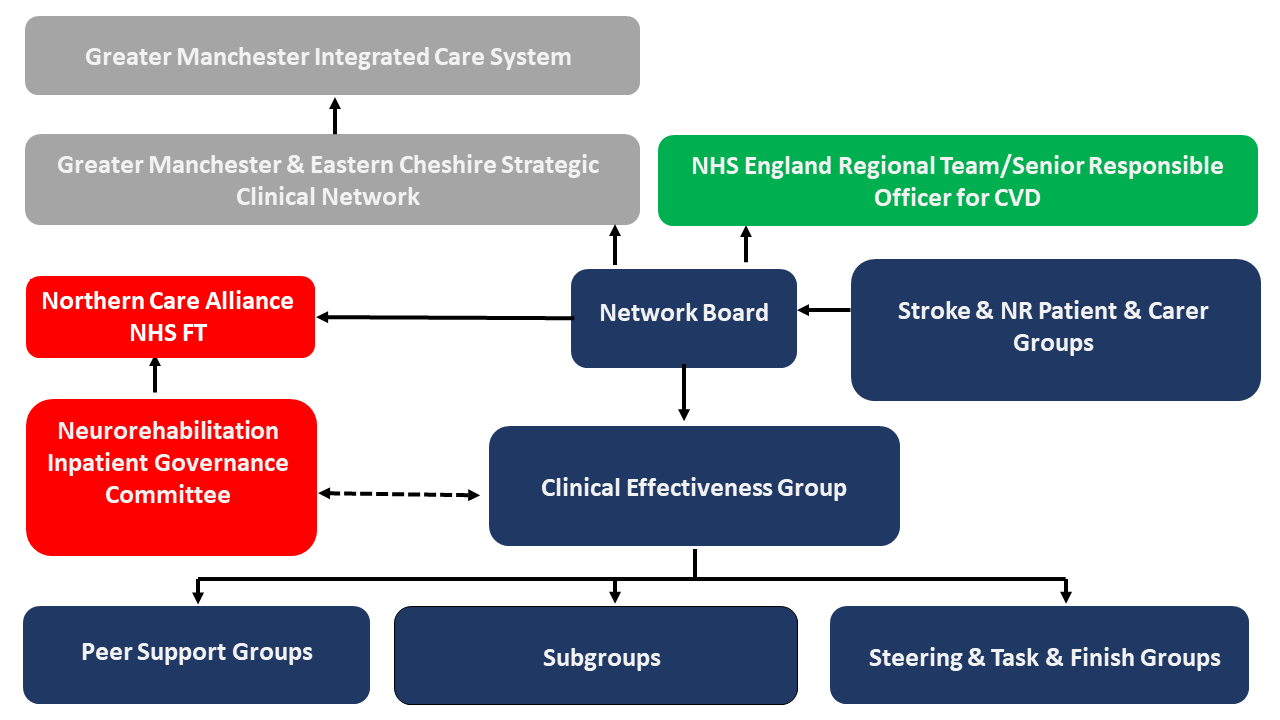 Greater Manchester Integrated Care System
Greater Manchester & Eastern Cheshire Strategic
Clinical Network
NHS England Regional Team/Senior Responsible
Officer for CVD
Northern Care Alliance
NHS FT
Network Board
Stroke & NR Patient & Carer
Groups
Neurorehabilitation
Inpatient Governance
Committee
Clinical Effectiveness Group
Peer Support Groups
Subgroups
Steering & Task & Finish Groups